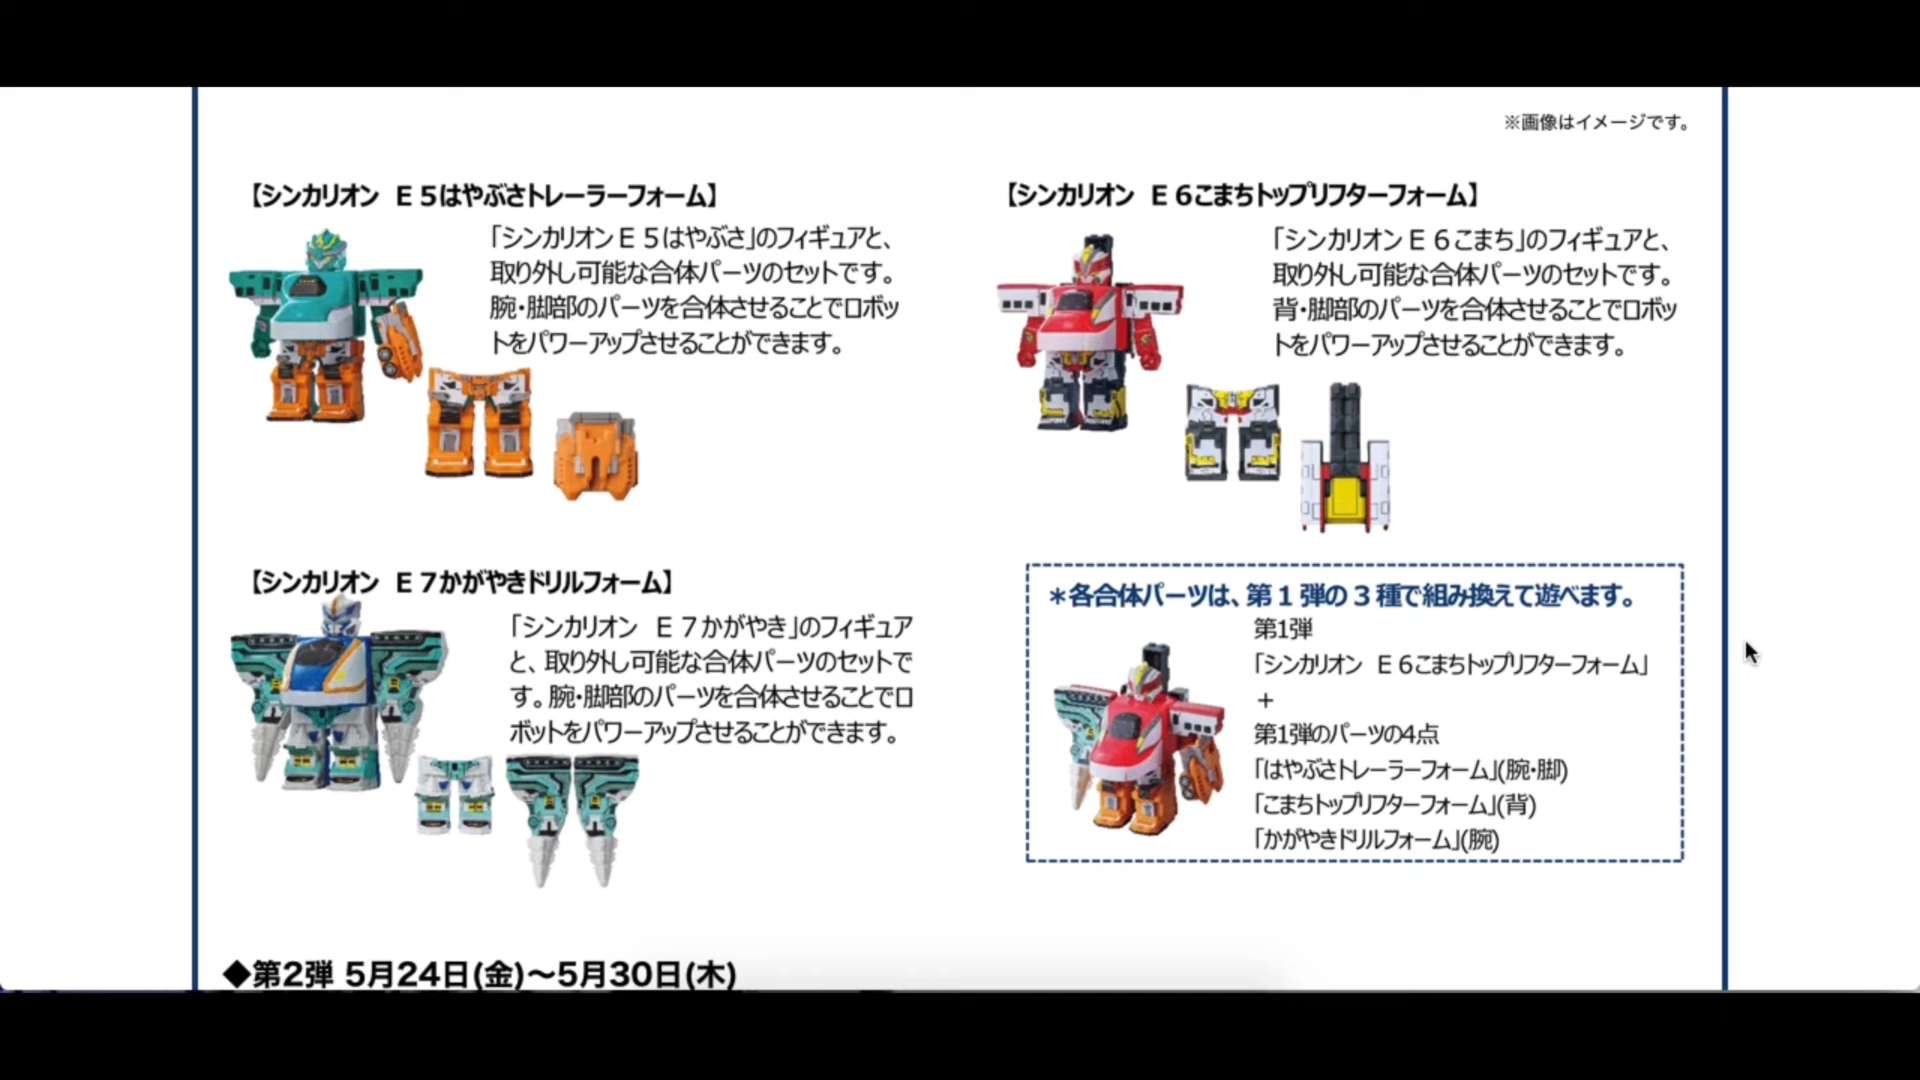 ※画像はイメージです。
【シンカリオン Ｅ５はやぶさトレーラーフォーム】
「シンカリオンＥ５はやぶさ」のフィギュアと、
取り外し可能な合体パーツのセットです。
腕・脚部のパーツを合体させることでロボッ
トをパワーアップさせることができます。
【シンカリオン Ｅ６こまちトップリフターフォーム】
「シンカリオンＥ６こまち」のフィギュアと、
取り外し可能な合体パーツのセットです。
背・脚部のパーツを合体させることでロボッ
トをパワーアップさせることができます。
【シンカリオン Ｅ７かがやきドリルフォーム】
「シンカリオン Ｅ７かがやき」のフィギュア
と、取り外し可能な合体パーツのセットで
す。腕・脚部のパーツを合体させることでロ
ボットをパワーアップさせることができます。
＊各合体パーツは、第１弾の３種で組み換えて遊べます。
第1弾
「シンカリオン Ｅ６こまちトップリフターフォーム」
＋
第1弾のパーツの4点
「はやぶさトレーラーフォーム」(腕・脚)
「こまちトップリフターフォーム」(背)
「かがやきドリルフォーム」(腕)
◆第2弾 5月24日(金)～5月30日(木)